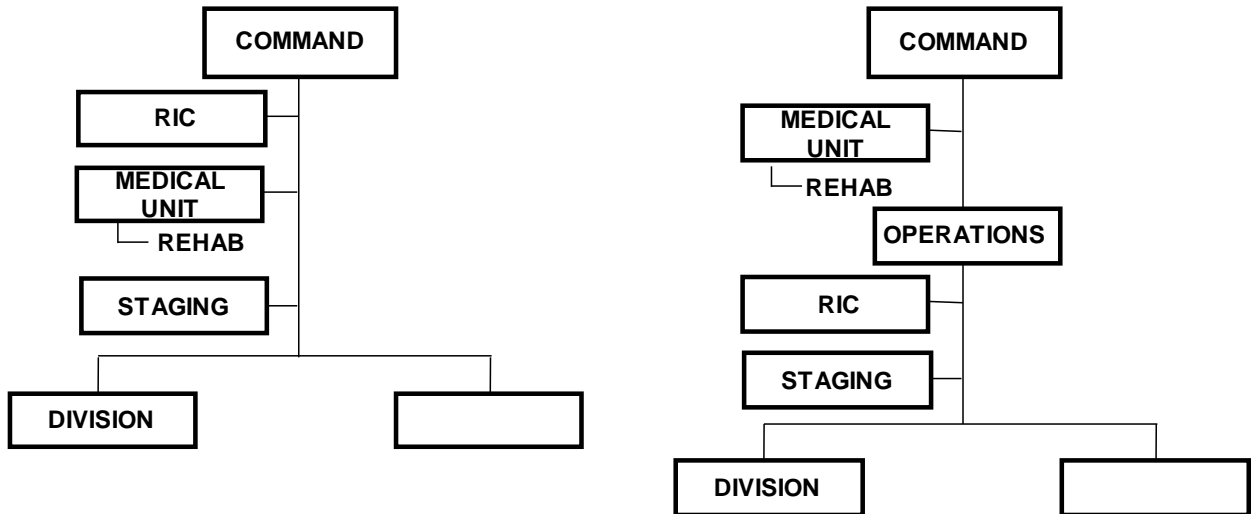 COMMAND
RIC
MEDICAL
UNIT
REHAB
STAGING
DIVISION
COMMAND
MEDICAL
UNIT
REHAB
OPERATIONS
RIC
STAGING
DIVISION